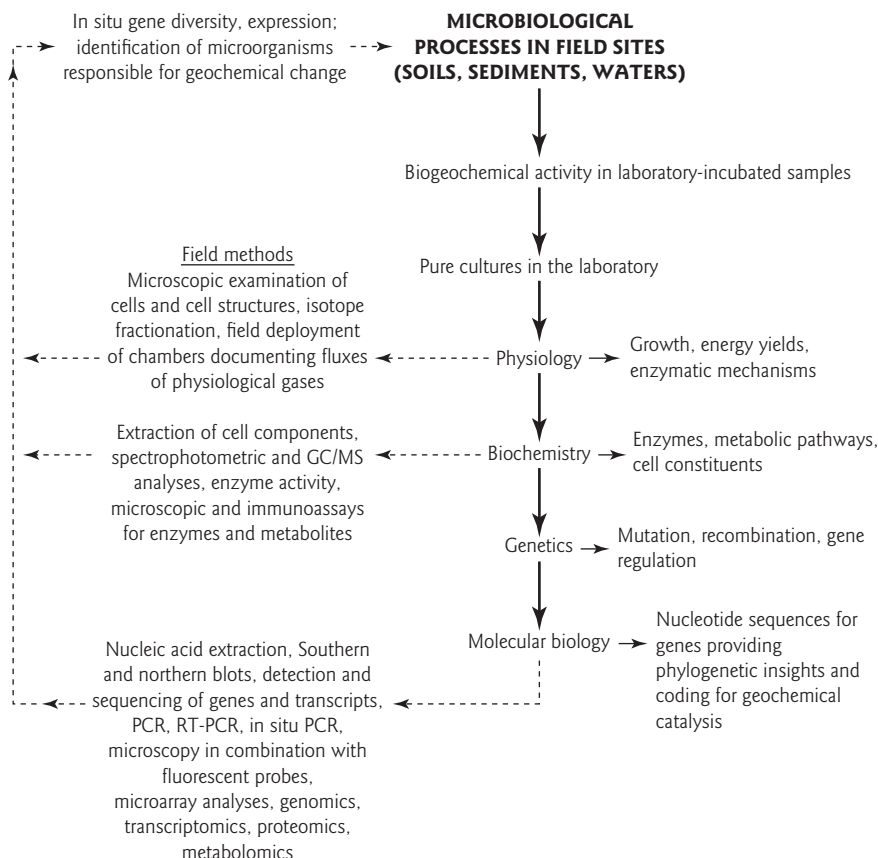 In situ gene diversity, expression;
identification of microorganisms
responsible for geochemical change
MICROBIOLOGICAL
PROCESSES IN FIELD SITES
(SOILS, SEDIMENTS, WATERS)
Biogeochemical activity in laboratory-incubated samples
Pure cultures in the laboratory
Field methods
Microscopic examination of
cells and cell structures, isotope
fractionation, field deployment
of chambers documenting fluxes
of physiological gases
Physiology
Growth, energy yields,
enzymatic mechanisms
Extraction of cell components,
spectrophotometric and GC/MS
analyses, enzyme activity,
microscopic and immunoassays
for enzymes and metabolites
Biochemistry
Enzymes, metabolic pathways,
cell constituents
Genetics
Mutation, recombination, gene
regulation
Molecular biology
Nucleotide sequences for
genes providing
phylogenetic insights and
coding for geochemical
catalysis
Nucleic acid extraction, Southern
and northern blots, detection and
sequencing of genes and transcripts,
PCR, RT-PCR, in situ PCR,
microscopy in combination with
fluorescent probes,
microarray analyses, genomics,
transcriptomics, proteomics,
metabolomics